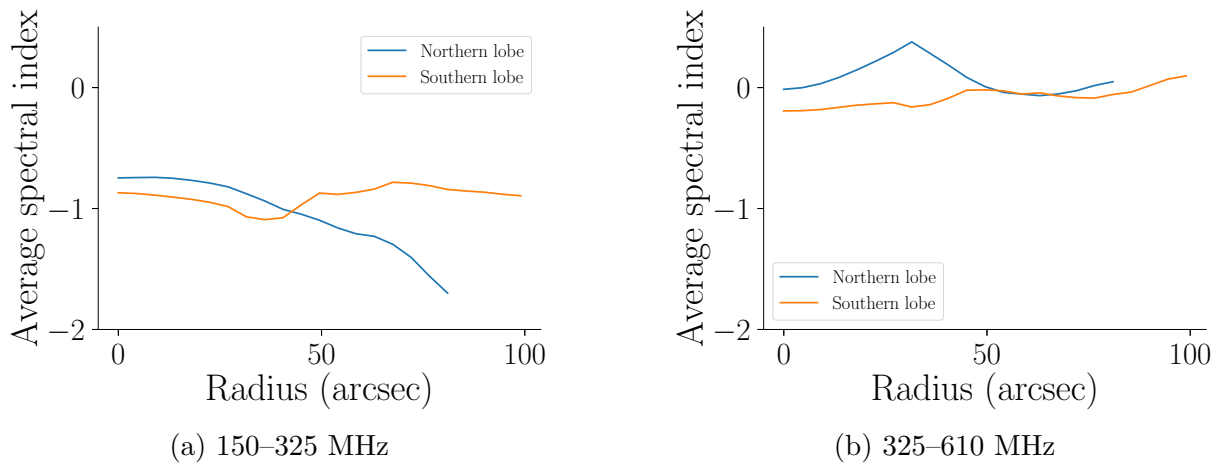 Average spectral index
0
−1
−2
0
50
100
Radius (arcsec)
Northern lobe
Southern lobe
(a) 150–325 MHz
Average spectral index
0
−1
−2
0
50
100
Radius (arcsec)
Northern lobe
Southern lobe
(b) 325–610 MHz